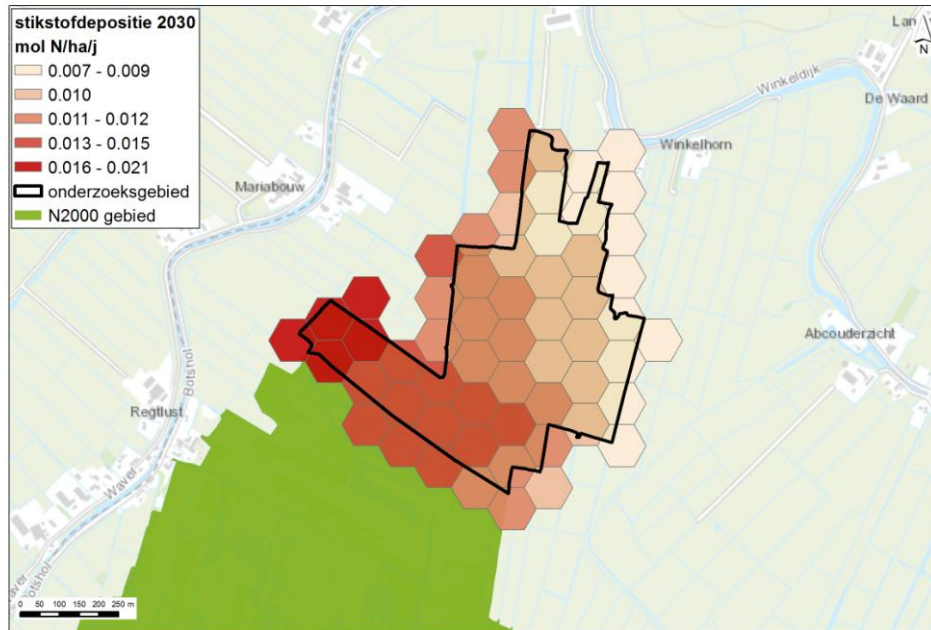 stikstofdepositie 2030
mol N/ha/j
0.007 - 0.009
0.010
0.011 - 0.012
0.013 - 0.015
0.016 - 0.021
onderzoeksgebied
N2000 gebied
N
Winkeldijk
De Waard
Winkelhorn
Mariabouw
Abcouderzicht
Botshol
Regtlust
Waver
Botshol
0 50 100 150 200 250 m